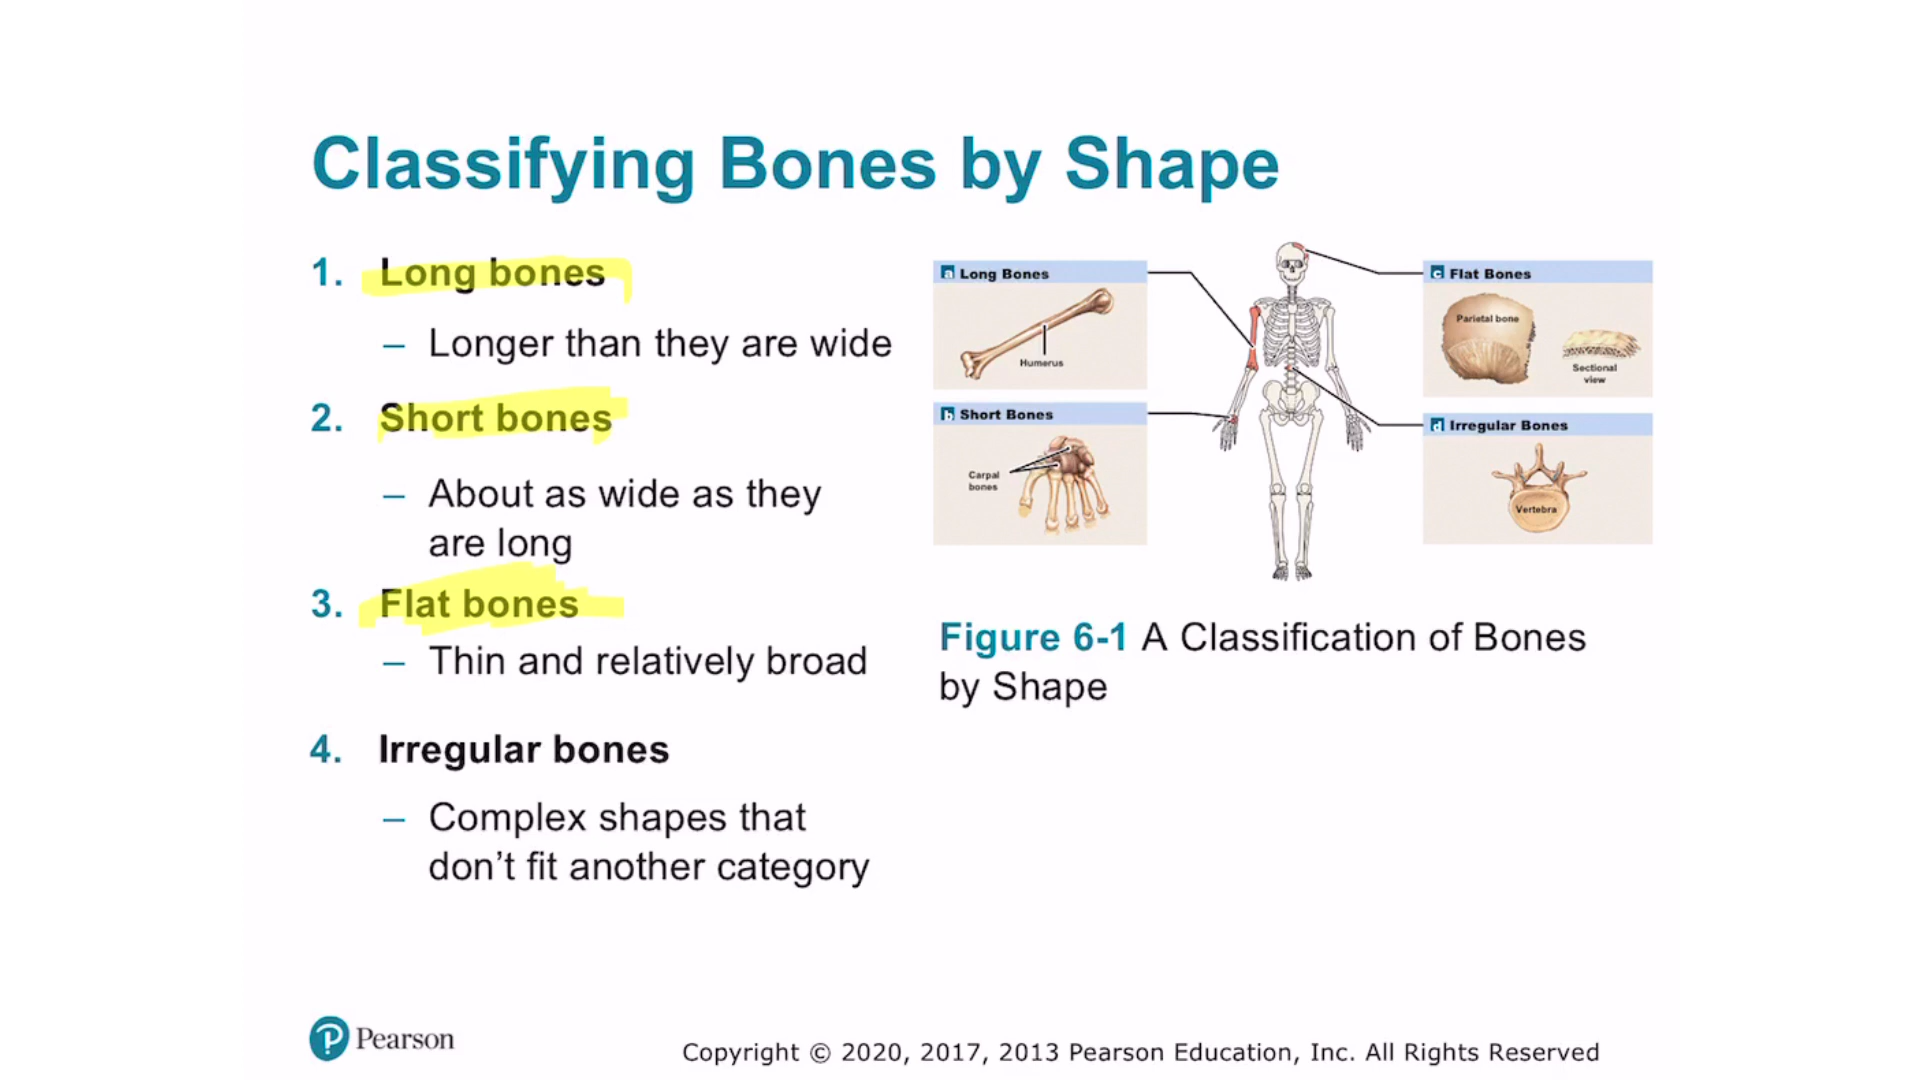 Classifying Bones by Shape
1. Long bones
– Longer than they are wide
2. Short bones
– About as wide as they
are long
3. Flat bones
– Thin and relatively broad
4. Irregular bones
– Complex shapes that
don’t fit another category
a Long Bones
Humerus
b Short Bones
Carpal
bones
c Flat Bones
Parietal bone
Sectional
view
d Irregular Bones
Vertebra
Figure 6-1 A Classification of Bones
by Shape
P Pearson
Copyright © 2020, 2017, 2013 Pearson Education, Inc. All Rights Reserved